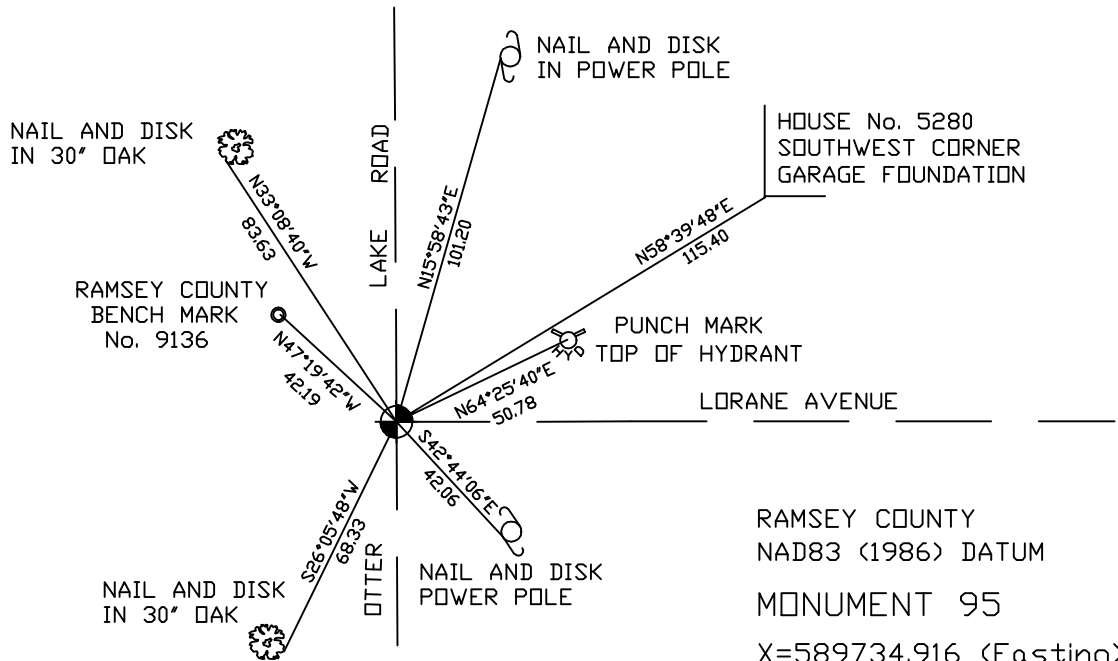 NAIL AND DISK
IN POWER POLE
NAIL AND DISK
IN 30" OAK
LAKE ROAD
HOUSE No. 5280
SOUTHWEST CORNER
GARAGE FOUNDATION
N33°08'40"W
83.63
N15°58'43"E
101.20
N58°39'48"E
115.40
RAMSEY COUNTY
BENCH MARK
No. 9136
N47°19'42"W
42.19
PUNCH MARK
TOP OF HYDRANT
HYD
N64°25'40"E
50.78
LORANE AVENUE
S42°44'06"E
42.06
S26°05'48"W
68.33
OTTER
NAIL AND DISK
POWER POLE
NAIL AND DISK
IN 30" OAK
RAMSEY COUNTY
NAD83 (1986) DATUM
MONUMENT 95
X=589734.916 (Easting)